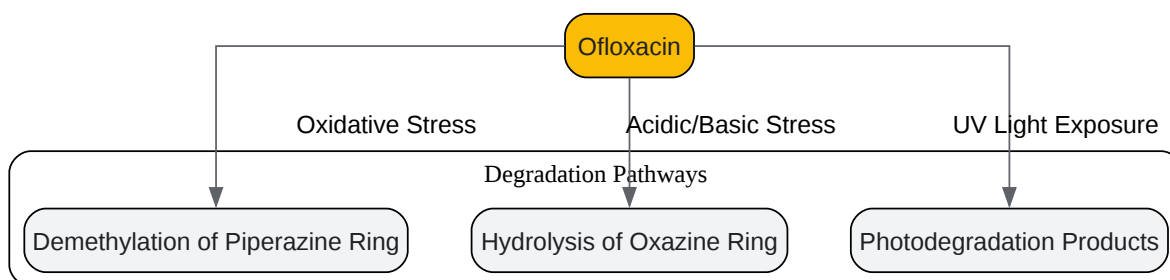 Ofloxacin
Oxidative Stress
Acidic/Basic Stress
UV Light Exposure
Degradation Pathways
Demethylation of Piperazine Ring
Hydrolysis of Oxazine Ring
Photodegradation Products